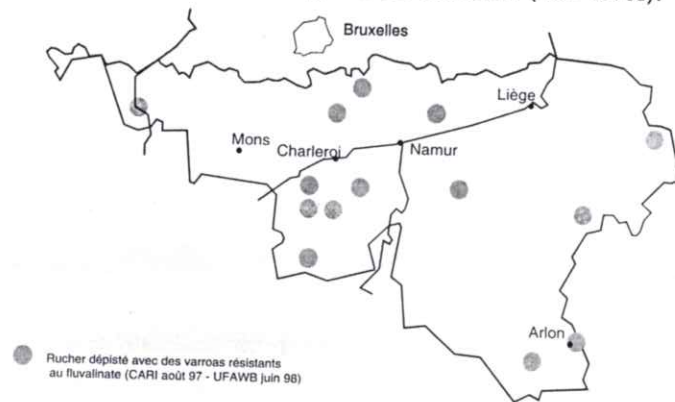 Bruxelles
Liège
Mons
Charleroi
Namur
Arlon
Rucher dépisté avec des varroas résistants
au fluvalinate (CARI août 97 - UFAWB juin 98)